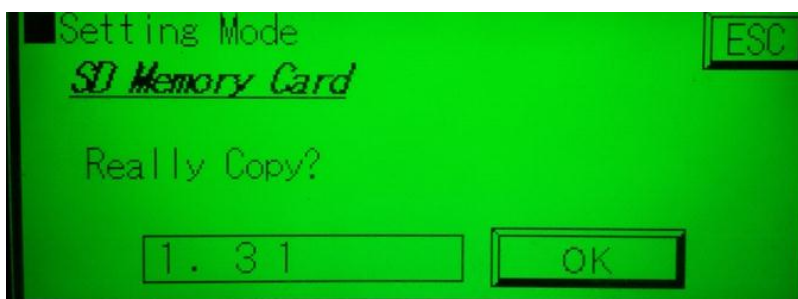 ■Setting Mode
ESC
SD Memory Card
Really Copy?
1. 31
OK